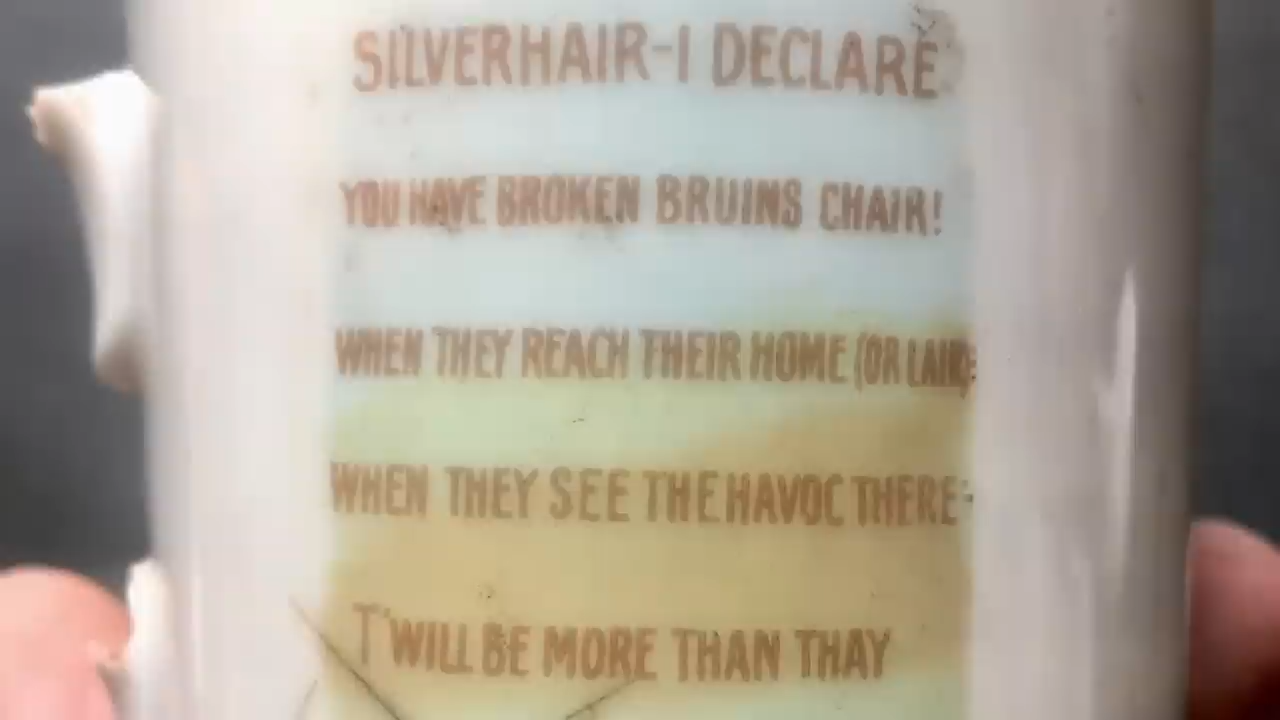 SILVERHAIR-I DECLARE
YOU HAVE BROKEN BRUINS CHAIR!
WHEN THEY REACH THEIR HOME (OR LAIR)-
WHEN THEY SEE THE HAVOC THERE-
T'WILL BE MORE THAN THAY